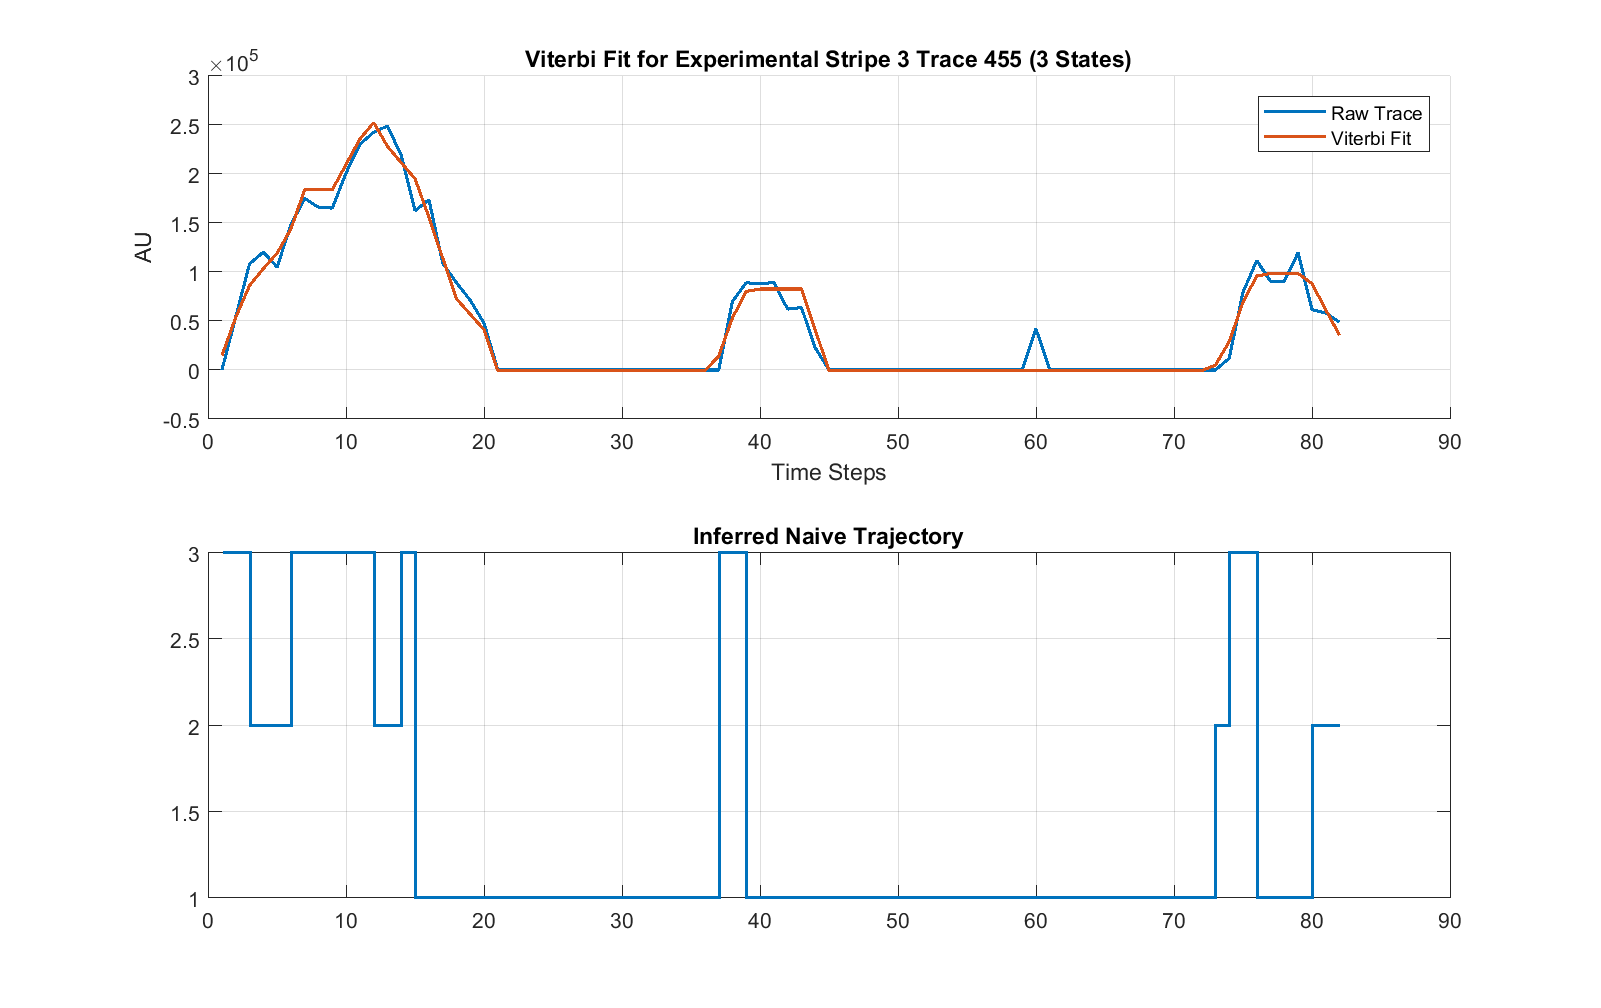 Viterbi Fit for Experimental Stripe 3 Trace 455 (3 States)
×10^5
3
2.5
2
1.5
1
0.5
0
-0.5
AU
Raw Trace
Viterbi Fit
0 10 20 30 40 50 60 70 80 90
Time Steps
Inferred Naive Trajectory
3
2.5
2
1.5
1
0 10 20 30 40 50 60 70 80 90